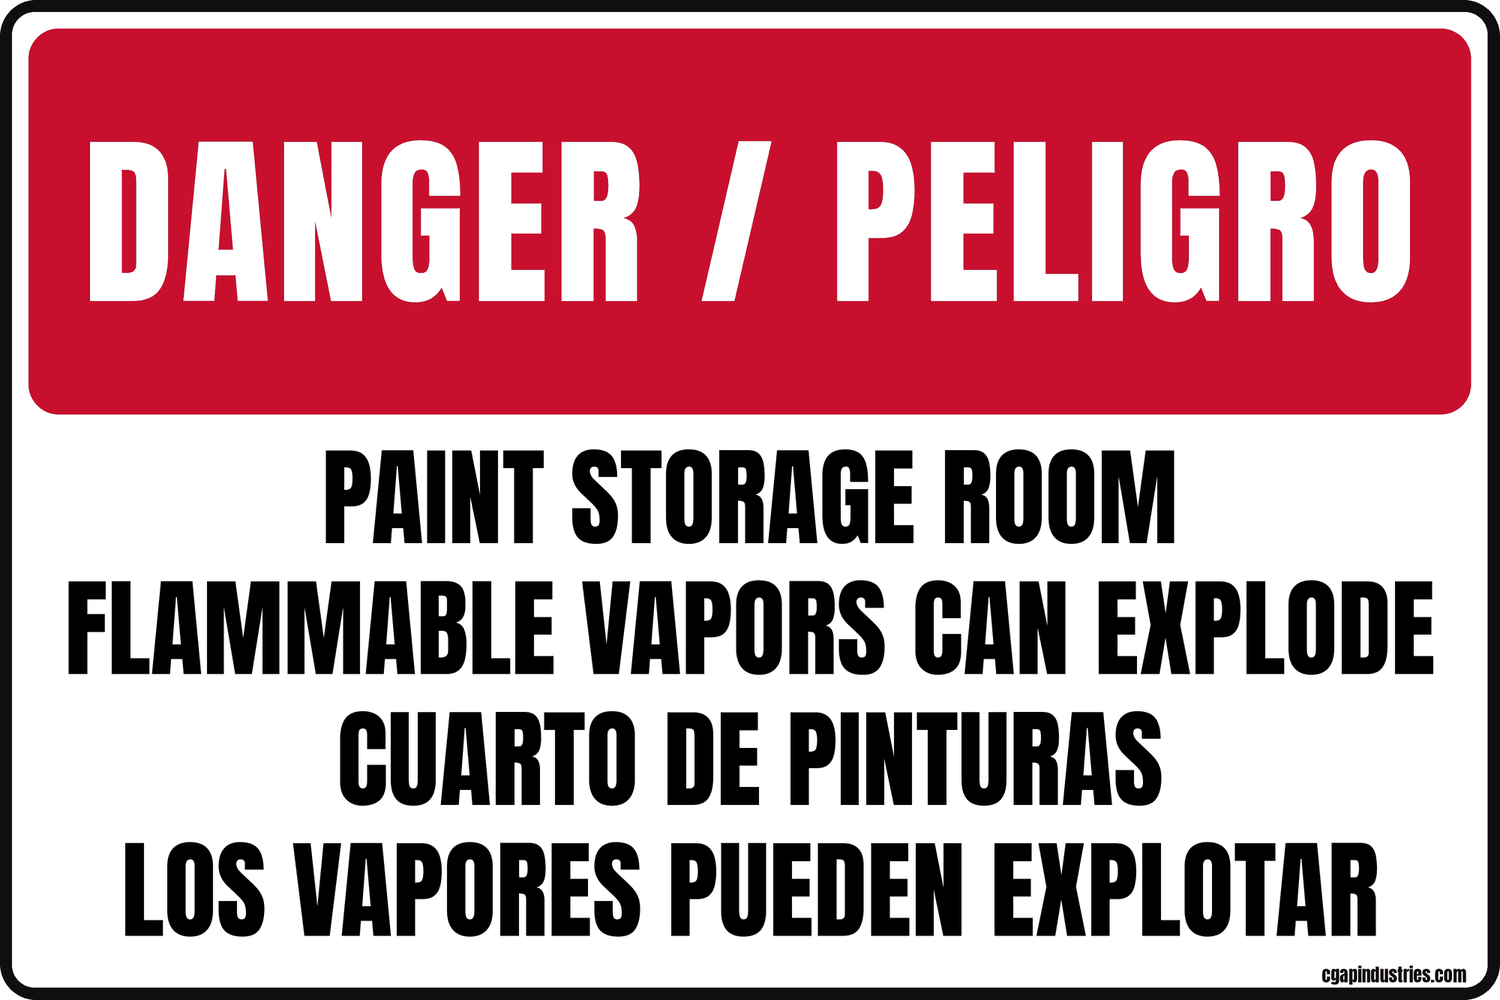 DANGER / PELIGRO
PAINT STORAGE ROOM
FLAMMABLE VAPORS CAN EXPLODE
CUARTO DE PINTURAS
LOS VAPORES PUEDEN EXPLOTAR
cgapindustries.com